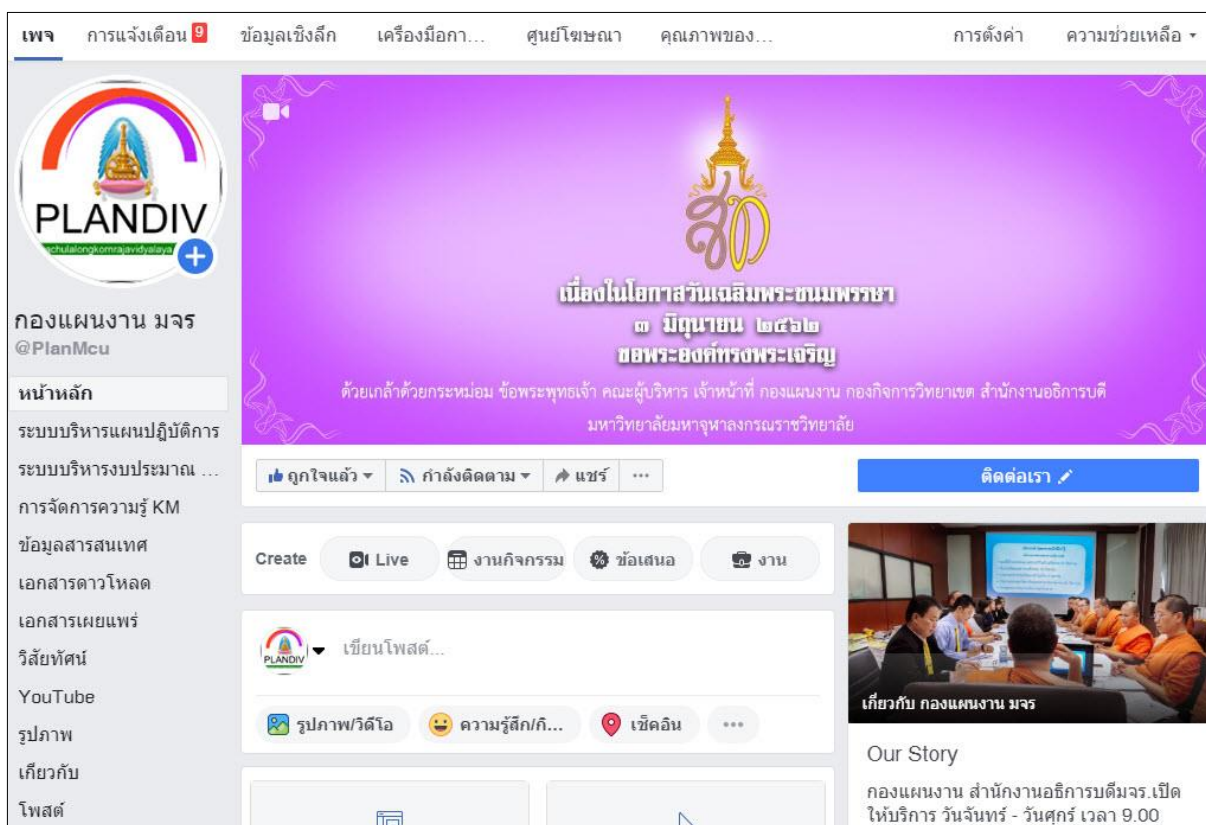 เพจ การแจ้งเตือน 9 ข้อมูลเชิงลึก เครื่องมือกา... ศูนย์โฆษณา คุณภาพของ... การตั้งค่า ความช่วยเหลือ
PLANDIV
achulalongkornrajavidyalaya
กองแผนงาน มจร
@PlanMcu
หน้าหลัก
ระบบบริหารแผนปฏิบัติการ
ระบบบริหารงบประมาณ ...
การจัดการความรู้ KM
ข้อมูลสารสนเทศ
เอกสารดาวโหลด
เอกสารเผยแพร่
วิสัยทัศน์
YouTube
รูปภาพ
เกี่ยวกับ
โพสต์
เนื่องในโอกาสวันเฉลิมพระชนมพรรษา
๓ มิถุนายน ๒๕๖๒
ขอพระองค์ทรงพระเจริญ
ด้วยเกล้าด้วยกระหม่อม ข้อพระพุทธเจ้า คณะผู้บริหาร เจ้าหน้าที่ กองแผนงาน กองกิจการวิทยาเขต สำนักงานอธิการบดี
มหาวิทยาลัยมหาจุฬาลงกรณราชวิทยาลัย
ถูกใจแล้ว กำลังติดตาม แชร์ ...
ติดต่อเรา
Create Live งานกิจกรรม ข้อเสนอ งาน
PLANDIV เขียนโพสต์...
รูปภาพ/วิดีโอ ความรู้สึก/กิ... เช็คอิน ...
เกี่ยวกับ กองแผนงาน มจร
Our Story
กองแผนงาน สำนักงานอธิการบดีมจร.เปิด
ให้บริการ วันจันทร์ - วันศุกร์ เวลา 9.00